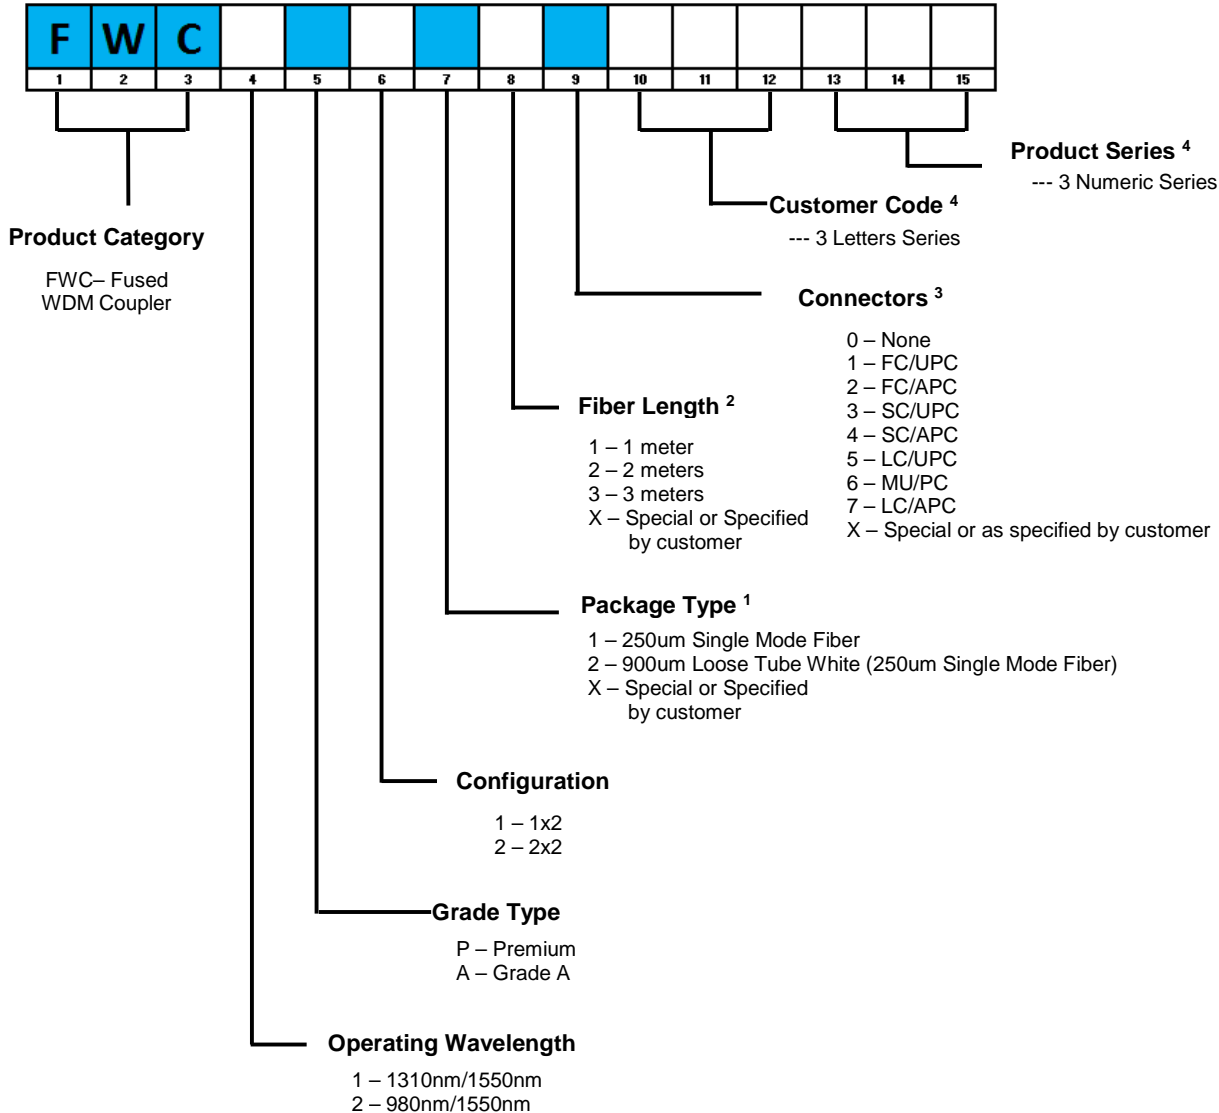 F W C
1 2 3 4 5 6 7 8 9 10 11 12 13 14 15
Product Series 4
--- 3 Numeric Series
Customer Code 4
--- 3 Letters Series
Product Category
FWC– Fused
WDM Coupler
Connectors 3
0 – None
1 – FC/UPC
2 – FC/APC
3 – SC/UPC
4 – SC/APC
5 – LC/UPC
6 – MU/PC
7 – LC/APC
X – Special or as specified by customer
Fiber Length 2
1 – 1 meter
2 – 2 meters
3 – 3 meters
X – Special or Specified
by customer
Package Type 1
1 – 250um Single Mode Fiber
2 – 900um Loose Tube White (250um Single Mode Fiber)
X – Special or Specified
by customer
Configuration
1 – 1x2
2 – 2x2
Grade Type
P – Premium
A – Grade A
Operating Wavelength
1 – 1310nm/1550nm
2 – 980nm/1550nm